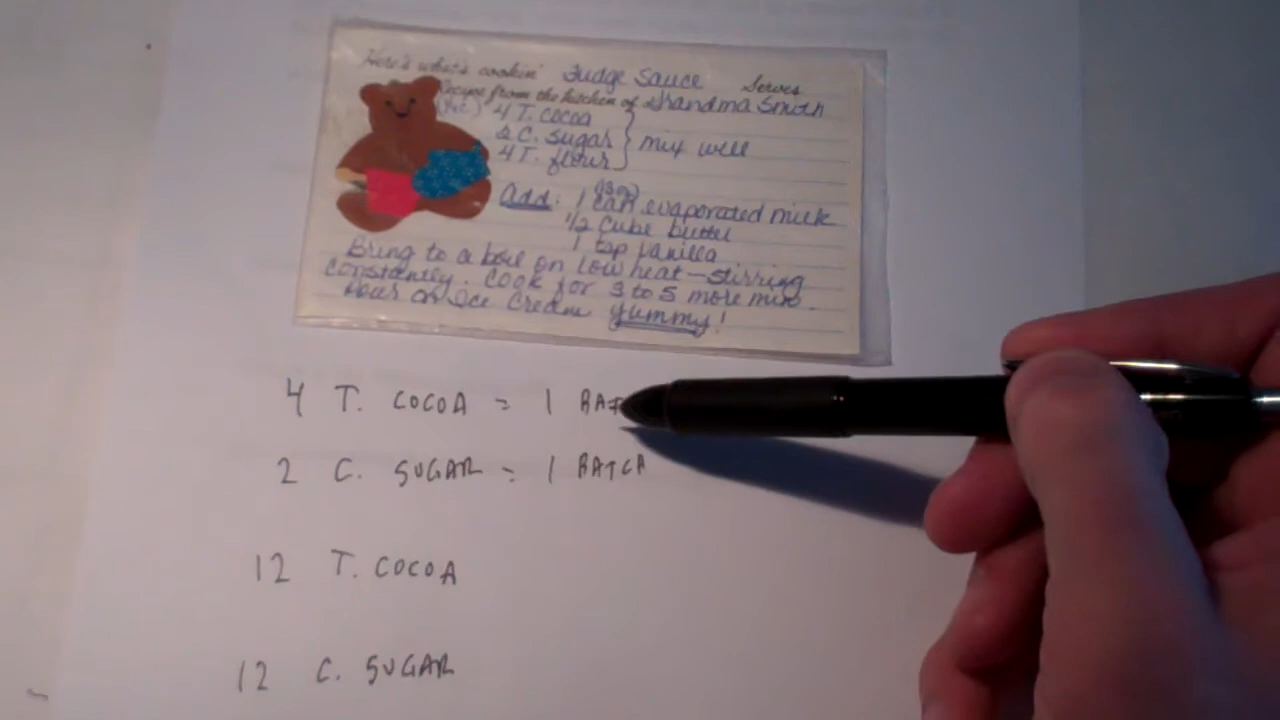 Here's what's cookin' Fudge Sauce Serves
Recipe from the kitchen of Grandma Smith
4 T. cocoa
2 C. sugar } mix well
4 T. flour
Add: 1 can evaporated milk
(13 oz)
1/2 cube butter
1 tsp vanilla
Bring to a boil on low heat - stirring
constantly. Cook for 3 to 5 more min.
Pour on Ice Cream Yummy!
4 T. COCOA = 1
2 C. SUGAR = 1 BATCH
12 T. COCOA
12 C. SUGAR